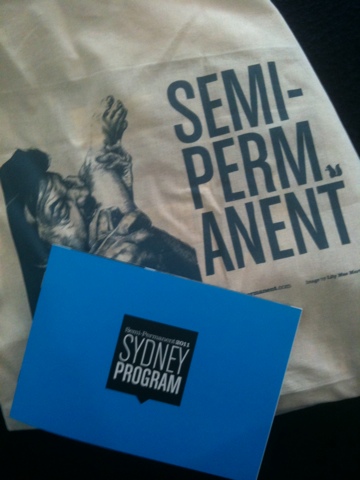 SEMI-
PERM
ANENT
Semi-Permanent 2011
SYDNEY
PROGRAM